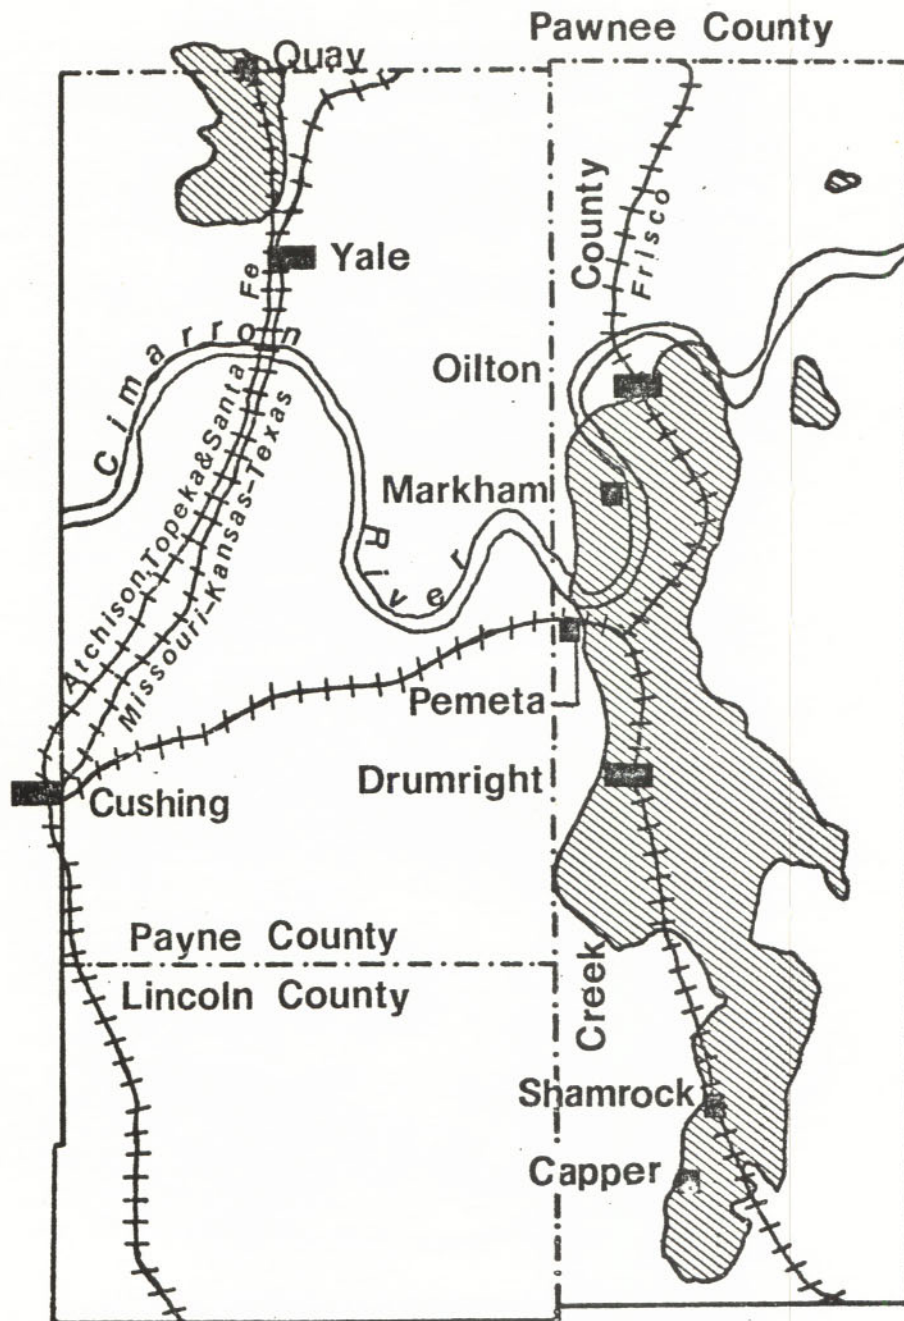 Pawnee County
Quay
County
Frisco
Yale
Cimarron
River
Oilton
Markham
Atchison,Topeka&Santa Fe
Missouri-Kansas-Texas
Pemeta
Drumright
Cushing
Payne County
Lincoln County
Creek
Shamrock
Capper